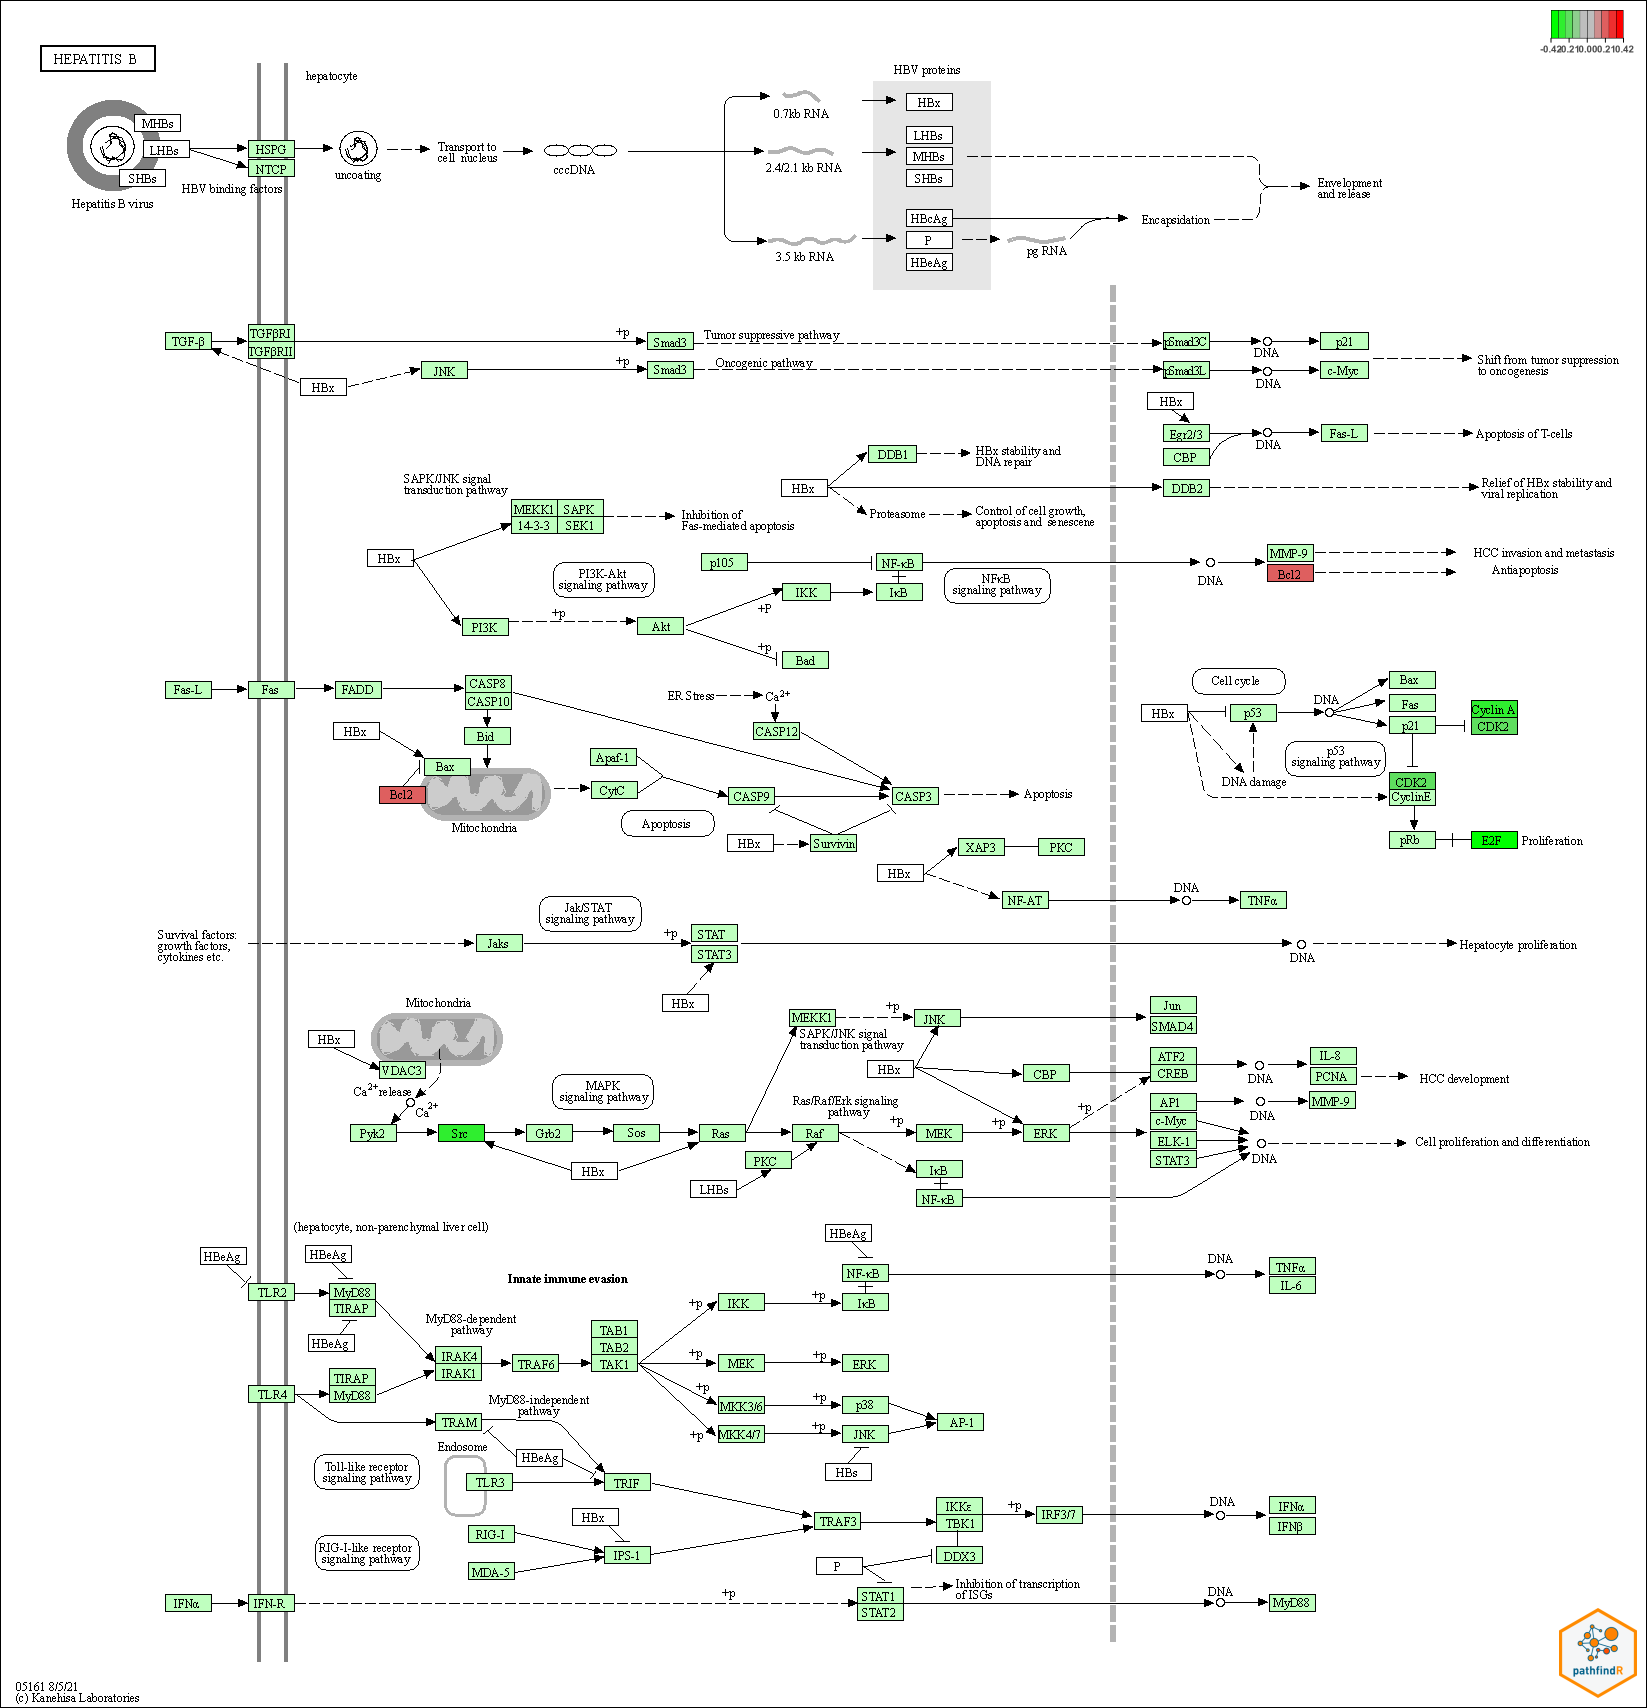 HEPATITIS B
-0.42 0.21 0.00 0.21 0.42
hepatocyte
MHBs
LHBs
SHBs
Hepatitis B virus
HSPG
NTCP
HBV binding factors
uncoating
Transport to
cell nucleus
cccDNA
0.7kb RNA
2.4/2.1 kb RNA
3.5 kb RNA
HBV proteins
HBx
LHBs
MHBs
SHBs
HBcAg
P
HBeAg
pg RNA
Encapsidation
Envelopment
and release
TGF-β
TGFβRI
TGFβRII
HBx
JNK
+p
Smad3
Tumor suppressive pathway
+p
Smad3
Oncogenic pathway
pSmad3C
DNA
p21
pSmad3L
DNA
c-Myc
Shift from tumor suppression
to oncogenesis
HBx
Egr2/3
CBP
DNA
Fas-L
Apoptosis of T-cells
DDB1
HBx stability and
DNA repair
HBx
DDB2
Relief of HBx stability and
viral replication
Proteasome
Control of cell growth,
apoptosis and senescene
SAPK/JNK signal
transduction pathway
MEKK1
SAPK
14-3-3
SEK1
Inhibition of
Fas-mediated apoptosis
HBx
PI3K-Akt
signaling pathway
p105
NF-κB
IKK
IκB
NFκB
signaling pathway
DNA
MMP-9
Bcl2
HCC invasion and metastasis
Antiapoptosis
PI3K
+p
Akt
+P
+p
Bad
Fas-L
Fas
FADD
CASP8
CASP10
Bid
HBx
Bax
Bcl2
Mitochondria
ER Stress
Ca2+
CASP12
Apaf-1
CytC
CASP9
CASP3
Apoptosis
Apoptosis
HBx
Survivin
Cell cycle
HBx
p53
DNA
Bax
Fas
p21
Cyclin A
CDK2
p53
signaling pathway
DNA damage
CDK2
CyclinE
pRb
E2F
Proliferation
XAP3
PKC
HBx
NF-AT
DNA
TNFα
Jak/STAT
signaling pathway
Survival factors:
growth factors,
cytokines etc.
Jaks
+p
STAT
STAT3
HBx
DNA
Hepatocyte proliferation
Mitochondria
HBx
VDAC3
Ca2+ release
Ca2+
Pyk2
Src
MAPK
signaling pathway
Grb2
Sos
Ras
HBx
MEKK1
+p
JNK
SAPK/JNK signal
transduction pathway
HBx
CBP
Ras/Raf/Erk signaling
pathway
Raf
+p
MEK
+p
ERK
+p
PKC
LHBs
IκB
NF-κB
Jun
SMAD4
ATF2
CREB
AP1
c-Myc
ELK-1
STAT3
DNA
IL-8
PCNA
MMP-9
DNA
HCC development
DNA
Cell proliferation and differentiation
(hepatocyte, non-parenchymal liver cell)
HBeAg
HBeAg
TLR2
MyD88
TIRAP
HBeAg
Innate immune evasion
MyD88-dependent
pathway
IRAK4
IRAK1
TRAF6
TAB1
TAB2
TAK1
+p
IKK
+p
HBeAg
NF-κB
IκB
DNA
TNFα
IL-6
+p
MEK
+p
ERK
+p
MKK3/6
+p
p38
+p
MKK4/7
+p
JNK
AP-1
HBs
TLR4
TIRAP
MyD88
TRAM
MyD88-independent
pathway
Endosome
HBeAg
TLR3
TRIF
Toll-like receptor
signaling pathway
RIG-I
HBx
IPS-1
MDA-5
RIG-I-like receptor
signaling pathway
TRAF3
IKKε
TBK1
DDX3
+p
IRF3/7
DNA
IFNα
IFNβ
P
IFNα
IFN-R
+p
STAT1
STAT2
Inhibition of transcription
of ISGs
DNA
MyD88
pathfindR
05161 8/5/21
(c) Kanehisa Laboratories